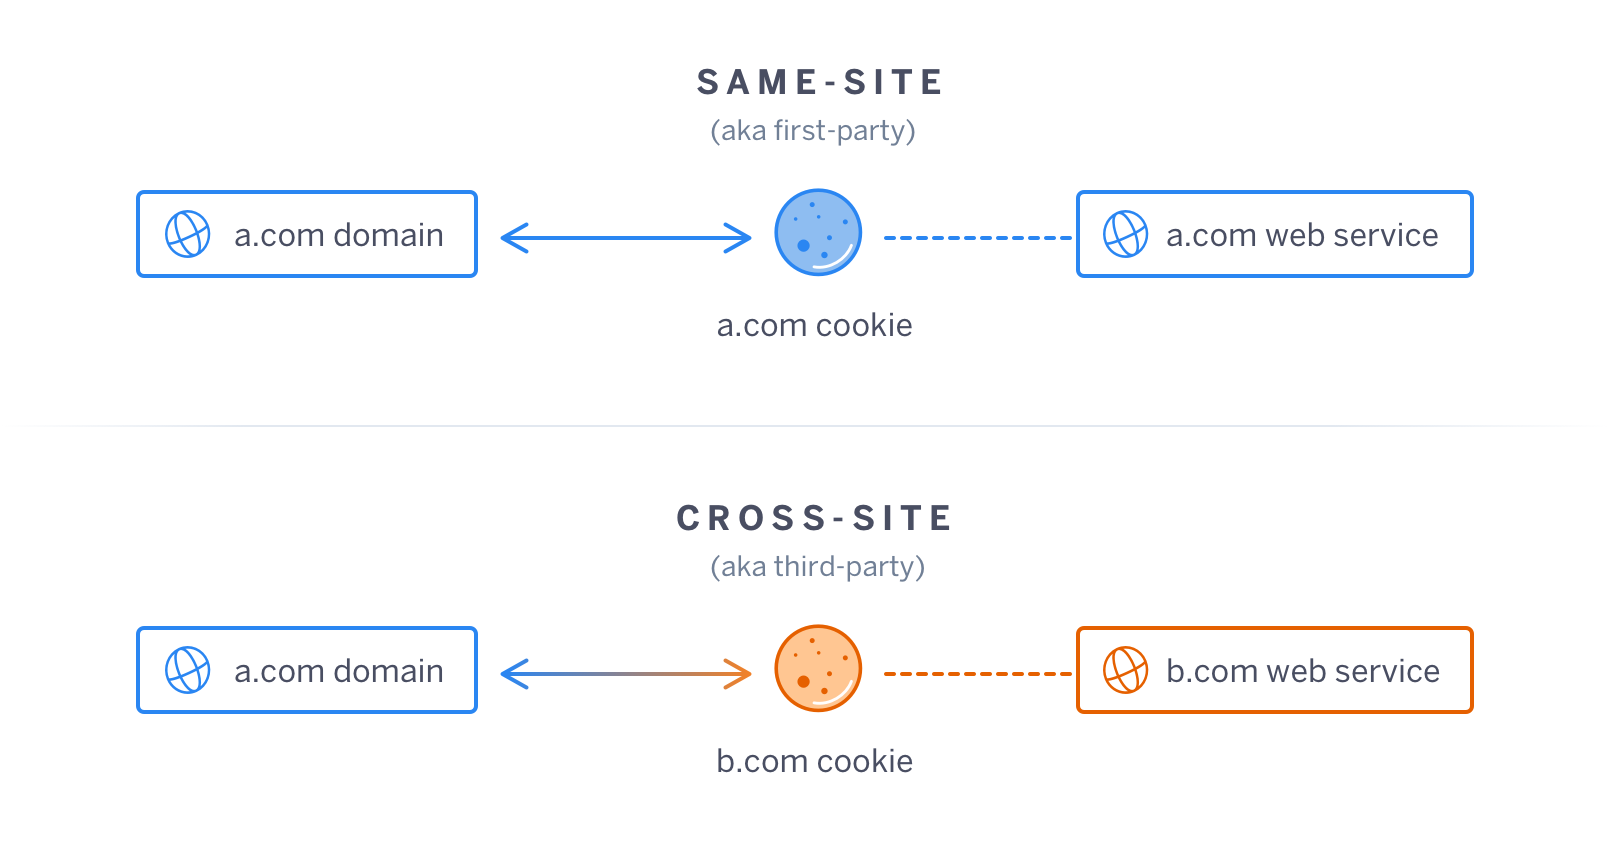 SAME-SITE
(aka first-party)
a.com domain
a.com web service
a.com cookie
CROSS-SITE
(aka third-party)
a.com domain
b.com web service
b.com cookie